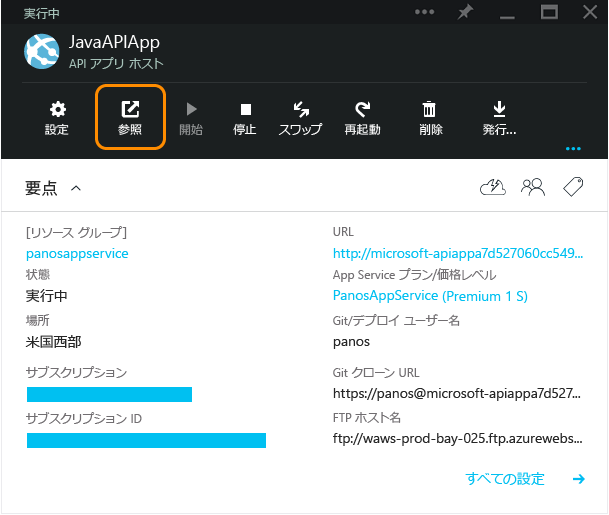 実行中
JavaAPIApp
API アプリ ホスト
設定 参照 開始 停止 スワップ 再起動 削除 発行...
要点
[リソース グループ]
panosappservice
状態
実行中
場所
米国西部
サブスクリプション
サブスクリプション ID
URL
http://microsoft-apiappa7d527060cc549...
App Service プラン/価格レベル
PanosAppService (Premium 1 S)
Git/デプロイ ユーザー名
panos
Git クローン URL
https://panos@microsoft-apiappa7d527...
FTP ホスト名
ftp://waws-prod-bay-025.ftp.azurewebs...
すべての設定